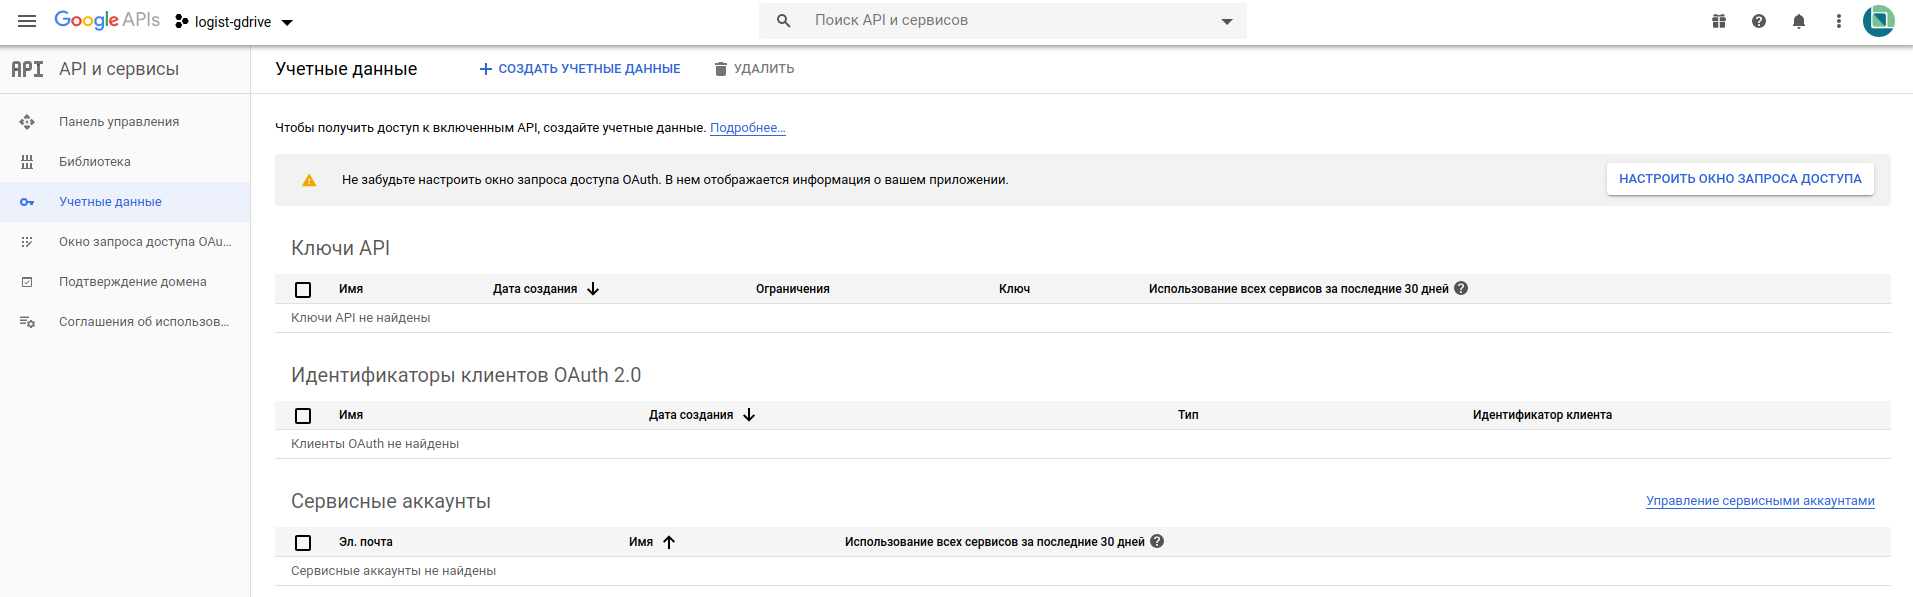 Google APIs logist-gdrive Поиск API и сервисов
API API и сервисы
Учетные данные СОЗДАТЬ УЧЕТНЫЕ ДАННЫЕ УДАЛИТЬ
Панель управления
Библиотека
Учетные данные
Окно запроса доступа OAu...
Подтверждение домена
Соглашения об использов...
Чтобы получить доступ к включенным API, создайте учетные данные. Подробнее...
Не забудьте настроить окно запроса доступа OAuth. В нем отображается информация о вашем приложении. НАСТРОИТЬ ОКНО ЗАПРОСА ДОСТУПА
Ключи API
Имя Дата создания Ограничения Ключ Использование всех сервисов за последние 30 дней
Ключи API не найдены
Идентификаторы клиентов OAuth 2.0
Имя Дата создания Тип Идентификатор клиента
Клиенты OAuth не найдены
Сервисные аккаунты Управление сервисными аккаунтами
Эл. почта Имя Использование всех сервисов за последние 30 дней
Сервисные аккаунты не найдены